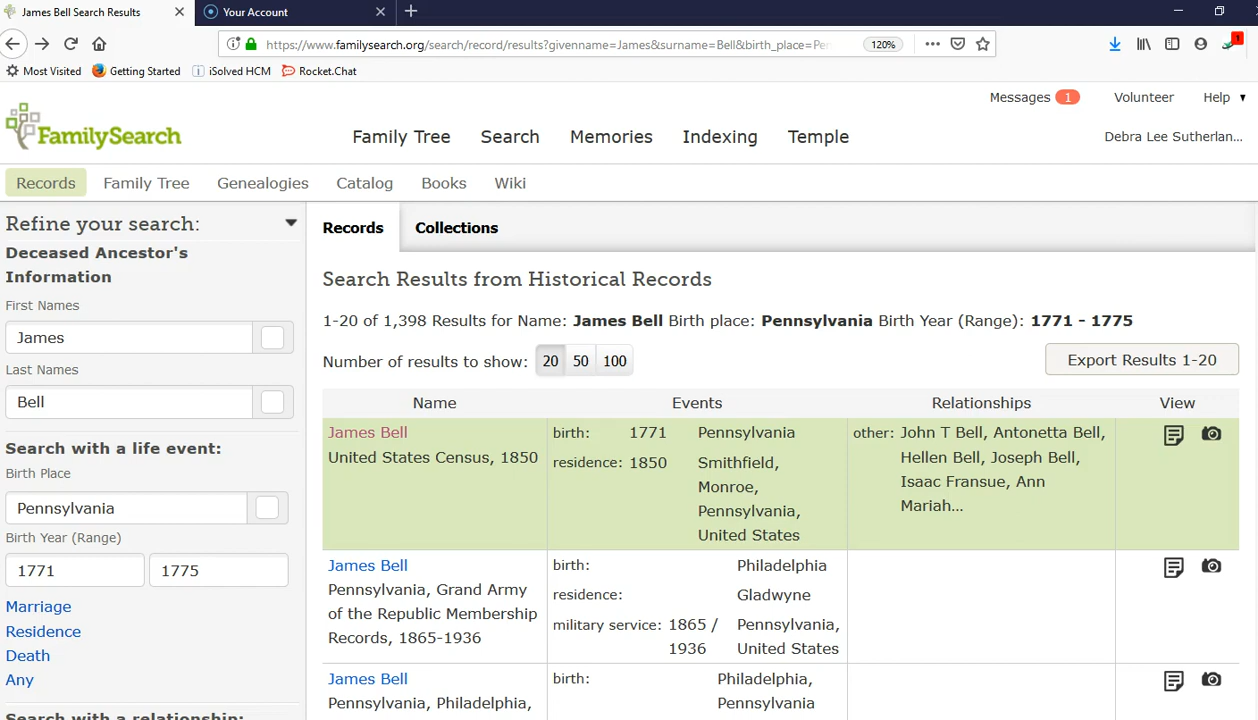 James Bell Search Results
Your Account
https://www.familysearch.org/search/record/results?givenname=James&surname=Bell&birth_place=Pe
120%
1
Most Visited Getting Started iSolved HCM Rocket.Chat
Messages 1 Volunteer Help
FamilySearch
Family Tree Search Memories Indexing Temple
Debra Lee Sutherlan...
Records Family Tree Genealogies Catalog Books Wiki
Refine your search:
Deceased Ancestor's
Information
First Names
James
Last Names
Bell
Search with a life event:
Birth Place
Pennsylvania
Birth Year (Range)
1771 1775
Marriage
Residence
Death
Any
Search with a relationship:
Records Collections
Search Results from Historical Records
1-20 of 1,398 Results for Name: James Bell Birth place: Pennsylvania Birth Year (Range): 1771 - 1775
Number of results to show: 20 50 100
Export Results 1-20
Name Events Relationships View
James Bell
United States Census, 1850
birth: 1771 Pennsylvania
residence: 1850 Smithfield,
Monroe,
Pennsylvania,
United States
other: John T Bell, Antonetta Bell,
Hellen Bell, Joseph Bell,
Isaac Fransue, Ann
Mariah...
James Bell
Pennsylvania, Grand Army
of the Republic Membership
Records, 1865-1936
birth: Philadelphia
residence: Gladwyne
military service: 1865 / Pennsylvania,
1936 United States
James Bell
Pennsylvania, Philadelphia,
birth: Philadelphia,
Pennsylvania